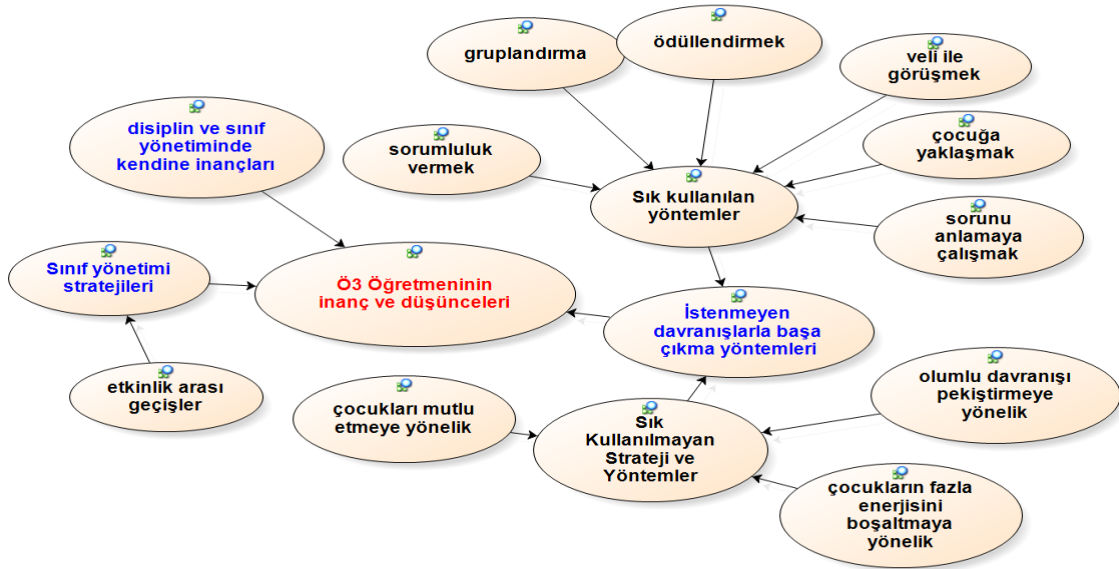 gruplandırma
ödüllendirmek
veli ile
görüşmek
disiplin ve sınıf
yönetiminde
kendine inançları
sorumluluk
vermek
çocuğa
yaklaşmak
Sık kullanılan
yöntemler
sorunu
anlamaya
çalışmak
Sınıf yönetimi
stratejileri
Ö3 Öğretmeninin
inanç ve düşünceleri
İstenmeyen
davranışlarla başa
çıkma yöntemleri
etkinlik arası
geçişler
çocukları mutlu
etmeye yönelik
Sık
Kullanılmayan
Strateji ve
Yöntemler
olumlu davranışı
pekiştirmeye
yönelik
çocukların fazla
enerjisini
boşaltmaya
yönelik